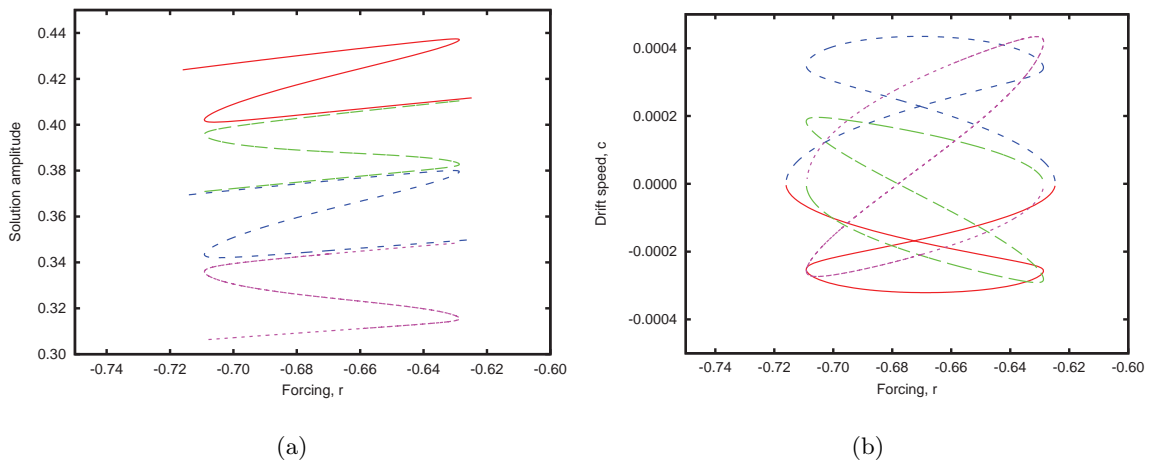 0.44
0.42
0.40
0.38
0.36
0.34
0.32
0.30
Solution amplitude
-0.74 -0.72 -0.70 -0.68 -0.66 -0.64 -0.62 -0.60
Forcing, r
(a)
0.0004
0.0002
0.0000
-0.0002
-0.0004
Drift speed, c
-0.74 -0.72 -0.70 -0.68 -0.66 -0.64 -0.62 -0.60
Forcing, r
(b)